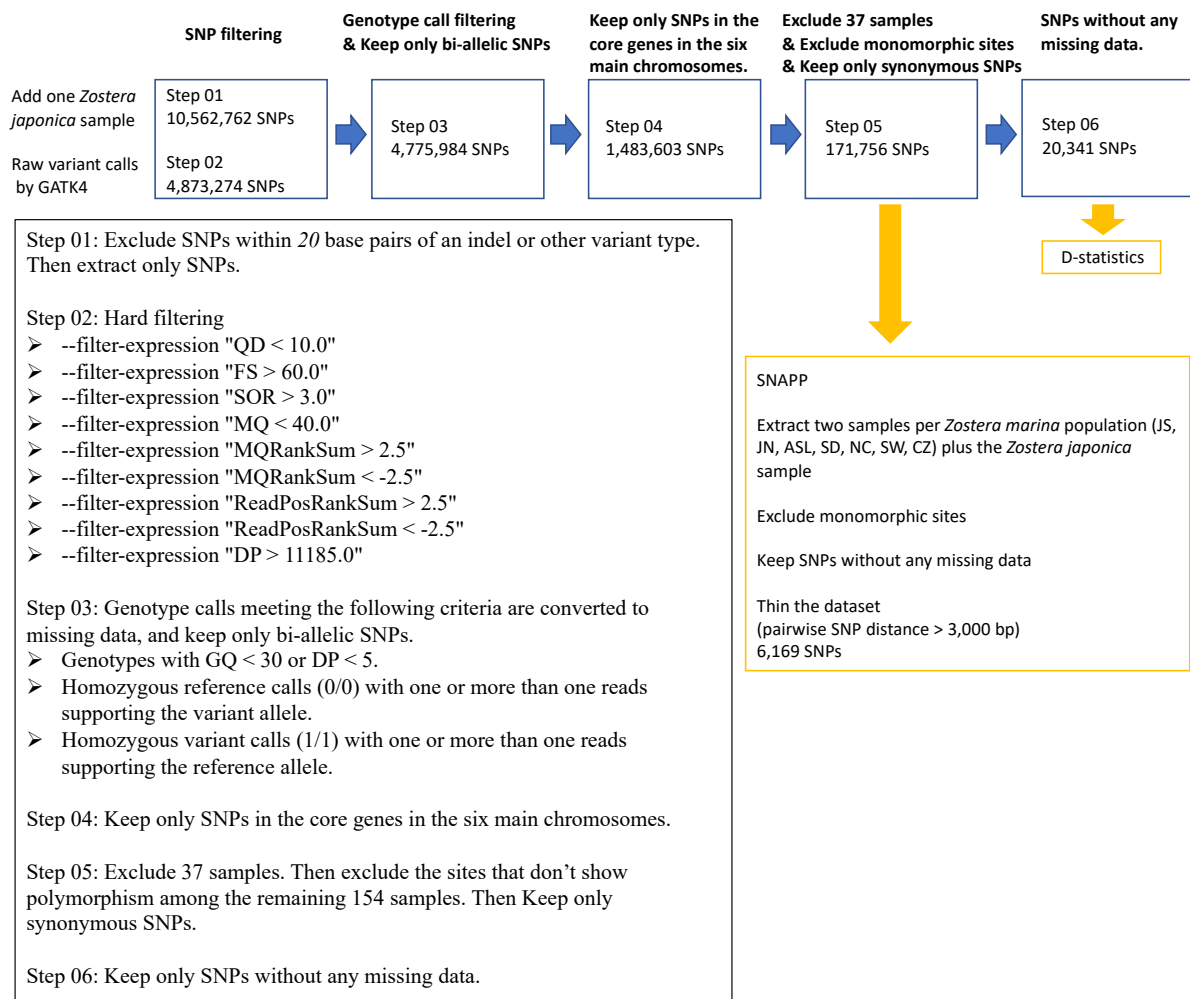 SNP filtering
Genotype call filtering
& Keep only bi-allelic SNPs
Keep only SNPs in the
core genes in the six
main chromosomes.
Exclude 37 samples
& Exclude monomorphic sites
& Keep only synonymous SNPs
SNPs without any
missing data.
Add one Zostera
japonica sample
Raw variant calls
by GATK4
Step 01
10,562,762 SNPs
Step 02
4,873,274 SNPs
Step 03
4,775,984 SNPs
Step 04
1,483,603 SNPs
Step 05
171,756 SNPs
Step 06
20,341 SNPs
D-statistics
Step 01: Exclude SNPs within 20 base pairs of an indel or other variant type.
Then extract only SNPs.
Step 02: Hard filtering
➢ --filter-expression "QD < 10.0"
➢ --filter-expression "FS > 60.0"
➢ --filter-expression "SOR > 3.0"
➢ --filter-expression "MQ < 40.0"
➢ --filter-expression "MQRankSum > 2.5"
➢ --filter-expression "MQRankSum < -2.5"
➢ --filter-expression "ReadPosRankSum > 2.5"
➢ --filter-expression "ReadPosRankSum < -2.5"
➢ --filter-expression "DP > 11185.0"
Step 03: Genotype calls meeting the following criteria are converted to
missing data, and keep only bi-allelic SNPs.
➢ Genotypes with GQ < 30 or DP < 5.
➢ Homozygous reference calls (0/0) with one or more than one reads
supporting the variant allele.
➢ Homozygous variant calls (1/1) with one or more than one reads
supporting the reference allele.
Step 04: Keep only SNPs in the core genes in the six main chromosomes.
Step 05: Exclude 37 samples. Then exclude the sites that don’t show
polymorphism among the remaining 154 samples. Then Keep only
synonymous SNPs.
Step 06: Keep only SNPs without any missing data.
SNAPP
Extract two samples per Zostera marina population (JS,
JN, ASL, SD, NC, SW, CZ) plus the Zostera japonica
sample
Exclude monomorphic sites
Keep SNPs without any missing data
Thin the dataset
(pairwise SNP distance > 3,000 bp)
6,169 SNPs